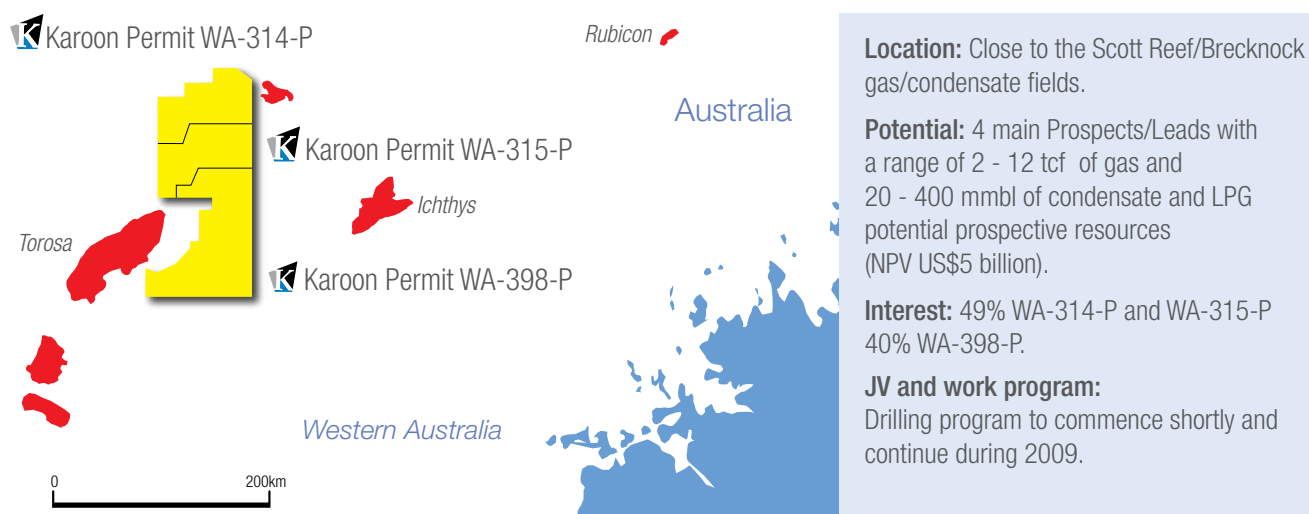 Karoon Permit WA-314-P
Rubicon
Australia
Karoon Permit WA-315-P
Ichthys
Torosa
Karoon Permit WA-398-P
Western Australia
0
200km
Location: Close to the Scott Reef/Brecknock
gas/condensate fields.
Potential: 4 main Prospects/Leads with
a range of 2 - 12 tcf of gas and
20 - 400 mmbl of condensate and LPG
potential prospective resources
(NPV US$5 billion).
Interest: 49% WA-314-P and WA-315-P
40% WA-398-P.
JV and work program:
Drilling program to commence shortly and
continue during 2009.